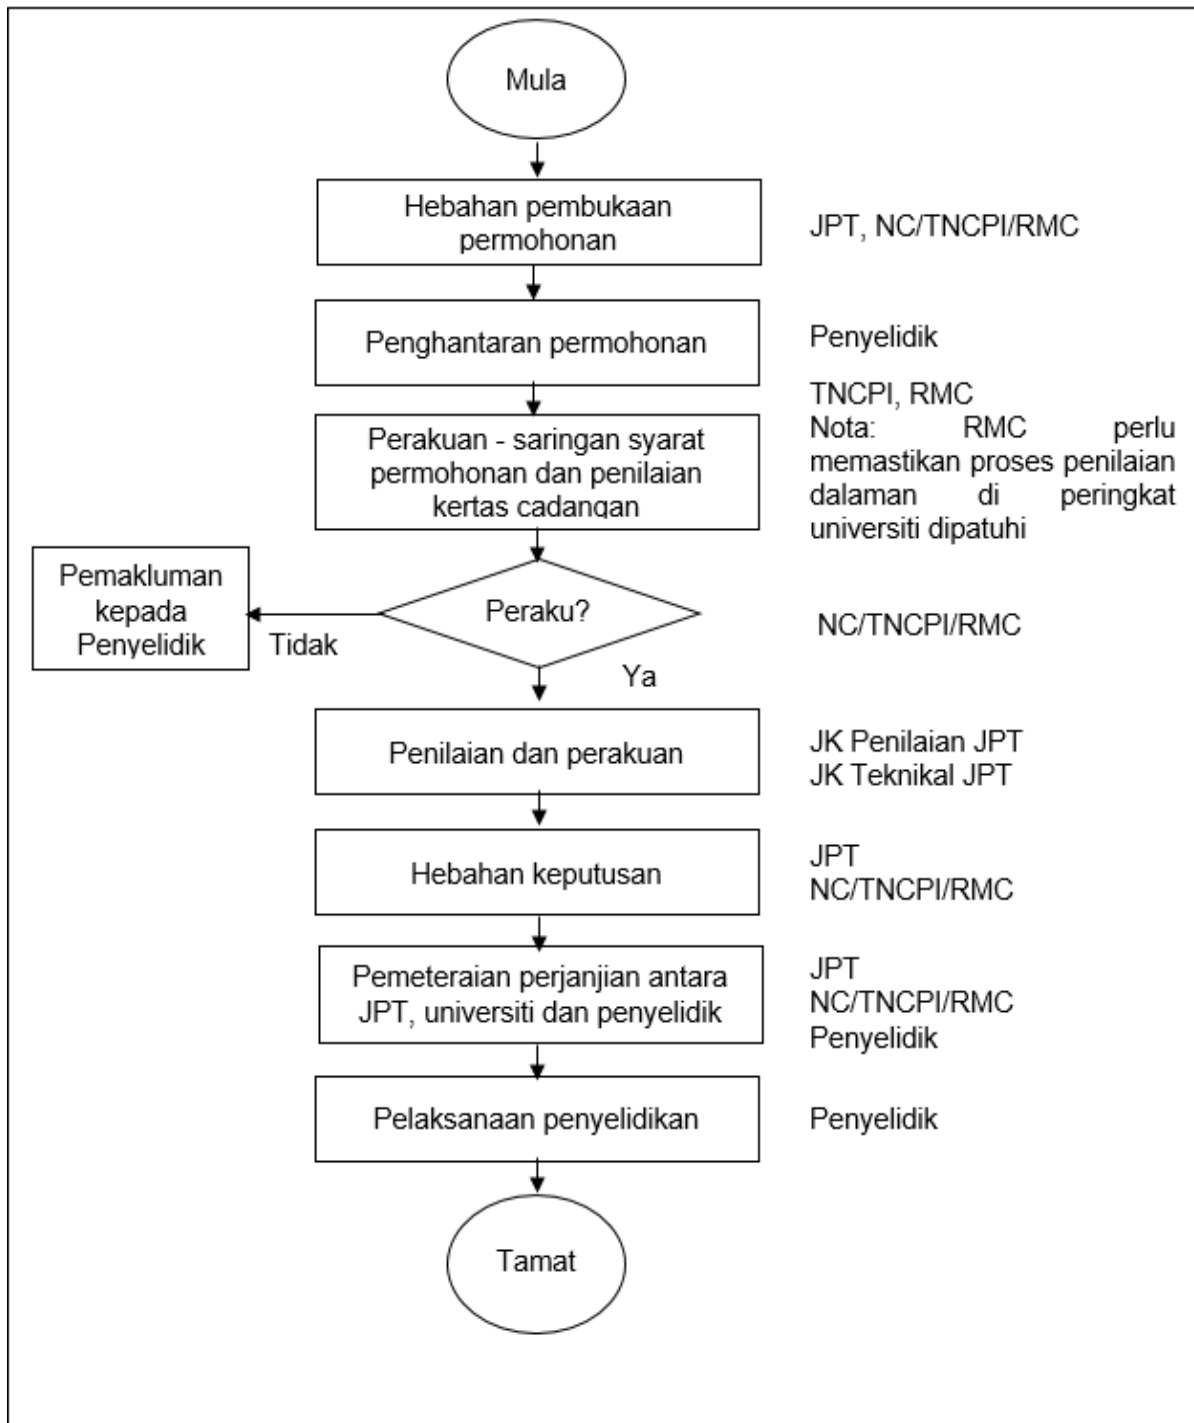 Mula
Hebahan pembukaan
permohonan
JPT, NC/TNCPI/RMC
Penghantaran permohonan
Penyelidik
Perakuan - saringan syarat
permohonan dan penilaian
kertas cadangan
TNCPI, RMC
Nota: RMC perlu
memastikan proses penilaian
dalaman di peringkat
universiti dipatuhi
Pemakluman
kepada
Penyelidik
Tidak
Peraku?
NC/TNCPI/RMC
Ya
Penilaian dan perakuan
JK Penilaian JPT
JK Teknikal JPT
Hebahan keputusan
JPT
NC/TNCPI/RMC
Pemeteraian perjanjian antara
JPT, universiti dan penyelidik
JPT
NC/TNCPI/RMC
Penyelidik
Pelaksanaan penyelidikan
Penyelidik
Tamat